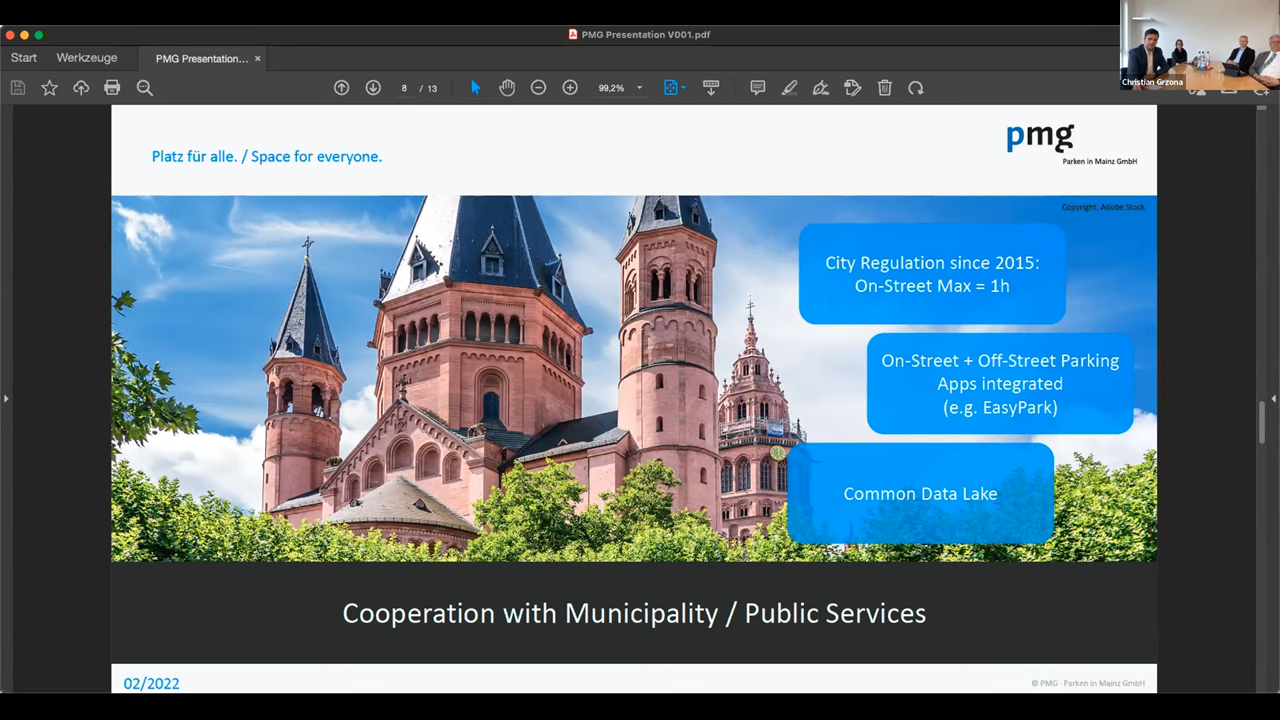 PMG Presentation V001.pdf
Christian Grzona
Start
Werkzeuge
PMG Presentation... ×
8 / 13
99,2%
Platz für alle. / Space for everyone.
pmg
Parken in Mainz GmbH
Copyright: Adobe Stock
City Regulation since 2015:
On-Street Max = 1h
On-Street + Off-Street Parking
Apps integrated
(e.g. EasyPark)
Common Data Lake
Cooperation with Municipality / Public Services
02/2022
© PMG - Parken in Mainz GmbH